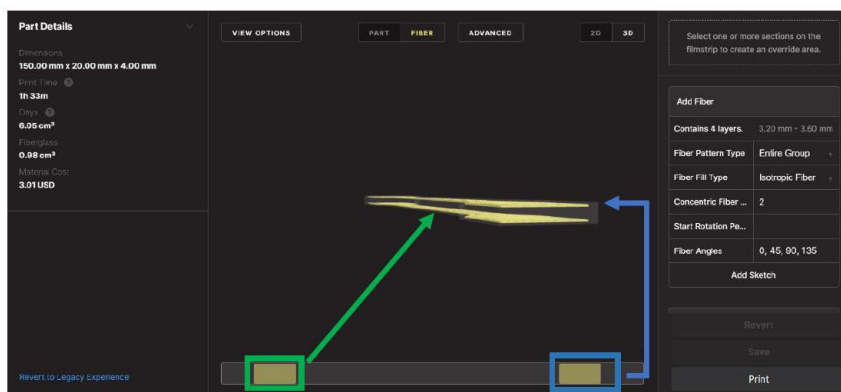 Part Details
Dimensions
150.00 mm x 20.00 mm x 4.00 mm
Print Time
1h 33m
Onyx
6.05 cm³
Fiberglass
0.98 cm³
Material Cost
3.01 USD
Revert to Legacy Experience
VIEW OPTIONS
PART FIBER
ADVANCED
2D 3D
Select one or more sections on the
filmstrip to create an override area.
Add Fiber
Contains 4 layers. 3.20 mm - 3.60 mm
Fiber Pattern Type Entire Group
Fiber Fill Type Isotropic Fiber
Concentric Fiber ... 2
Start Rotation Pe...
Fiber Angles 0, 45, 90, 135
Add Sketch
Revert
Save
Print